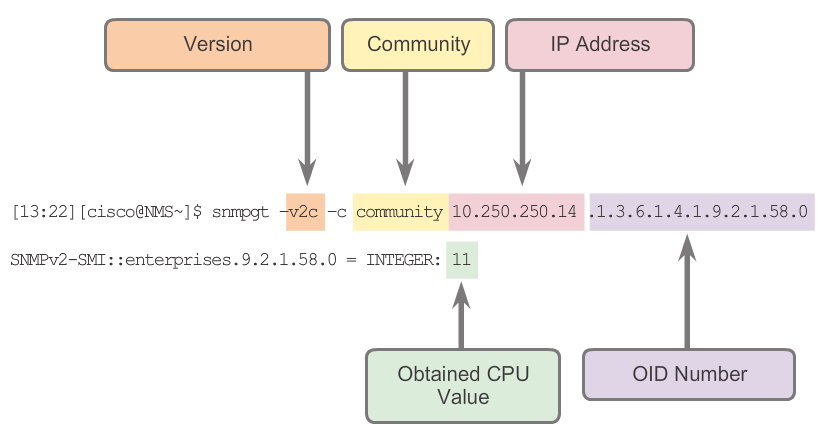 Version
Community
IP Address
[13:22][cisco@NMS~]$ snmpgt -v2c -c community 10.250.250.14 .1.3.6.1.4.1.9.2.1.58.0
SNMPv2-SMI::enterprises.9.2.1.58.0 = INTEGER: 11
Obtained CPU
Value
OID Number